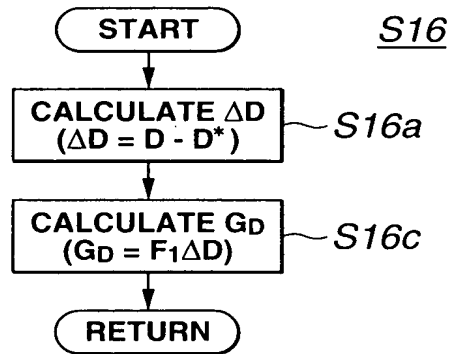 START
S16
CALCULATE ΔD
(ΔD = D - D*)
S16a
CALCULATE GD
(GD = F1ΔD)
S16c
RETURN